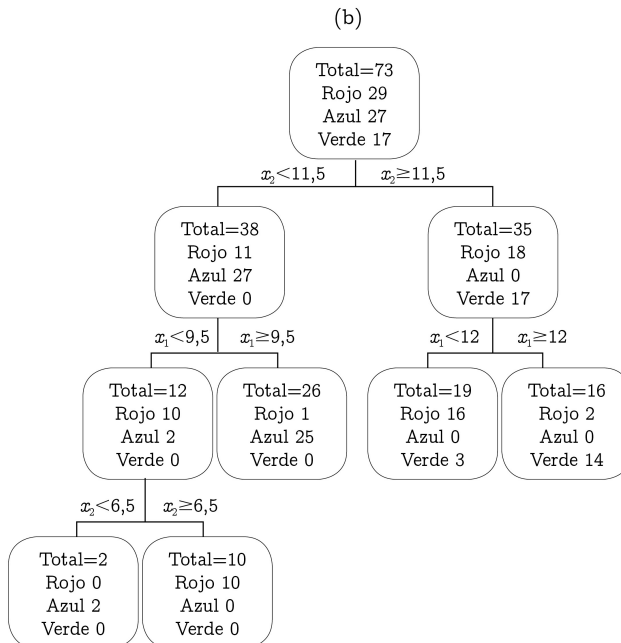 (b)
Total=73
Rojo 29
Azul 27
Verde 17
x₂<11,5
x₂≥11,5
Total=38
Rojo 11
Azul 27
Verde 0
Total=35
Rojo 18
Azul 0
Verde 17
x₁<9,5
x₁≥9,5
x₁<12
x₁≥12
Total=12
Rojo 10
Azul 2
Verde 0
Total=26
Rojo 1
Azul 25
Verde 0
Total=19
Rojo 16
Azul 0
Verde 3
Total=16
Rojo 2
Azul 0
Verde 14
x₂<6,5
x₂≥6,5
Total=2
Rojo 0
Azul 2
Verde 0
Total=10
Rojo 10
Azul 0
Verde 0